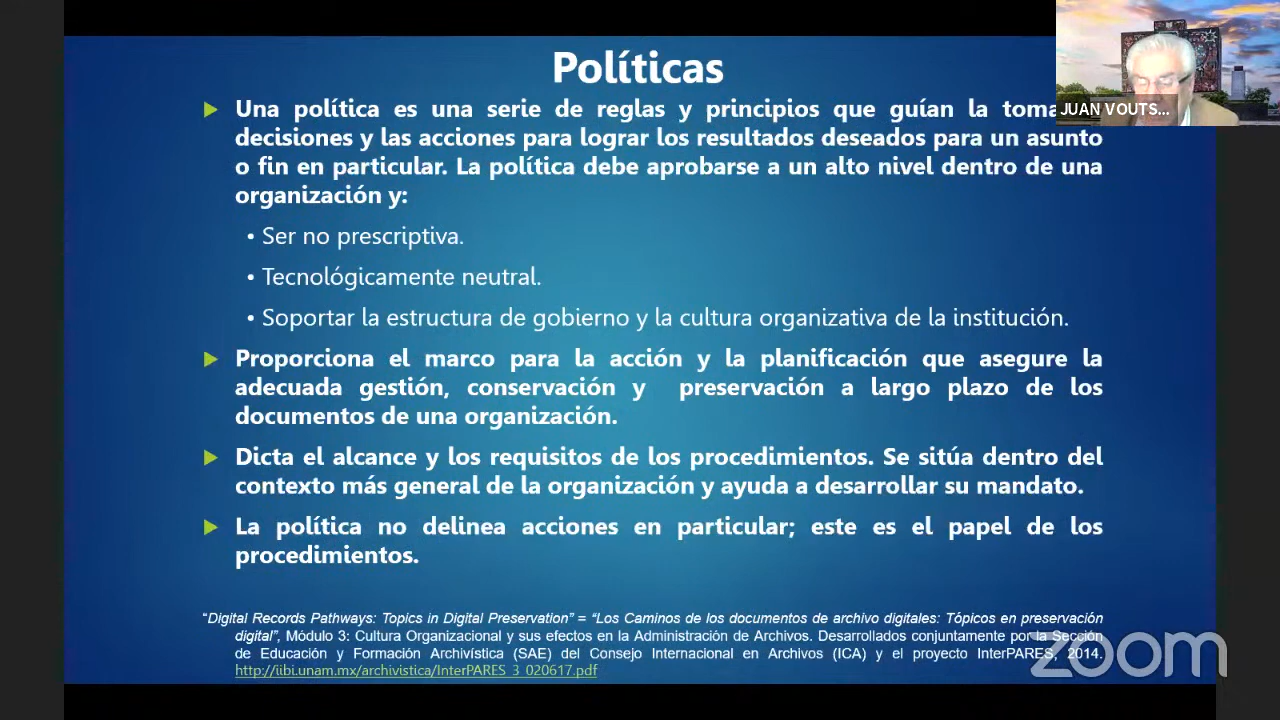 Políticas
Una política es una serie de reglas y principios que guían la toma
decisiones y las acciones para lograr los resultados deseados para un asunto
o fin en particular. La política debe aprobarse a un alto nivel dentro de una
organización y:
• Ser no prescriptiva.
• Tecnológicamente neutral.
• Soportar la estructura de gobierno y la cultura organizativa de la institución.
Proporciona el marco para la acción y la planificación que asegure la
adecuada gestión, conservación y preservación a largo plazo de los
documentos de una organización.
Dicta el alcance y los requisitos de los procedimientos. Se sitúa dentro del
contexto más general de la organización y ayuda a desarrollar su mandato.
La política no delinea acciones en particular; este es el papel de los
procedimientos.
“Digital Records Pathways: Topics in Digital Preservation” = “Los Caminos de los documentos de archivo digitales: Tópicos en preservación
digital”, Módulo 3: Cultura Organizacional y sus efectos en la Administración de Archivos. Desarrollados conjuntamente por la Sección
de Educación y Formación Archivística (SAE) del Consejo Internacional en Archivos (ICA) y el proyecto InterPARES, 2014.
http://iibi.unam.mx/archivistica/InterPARES_3_020617.pdf
JUAN VOUTS...
zoom